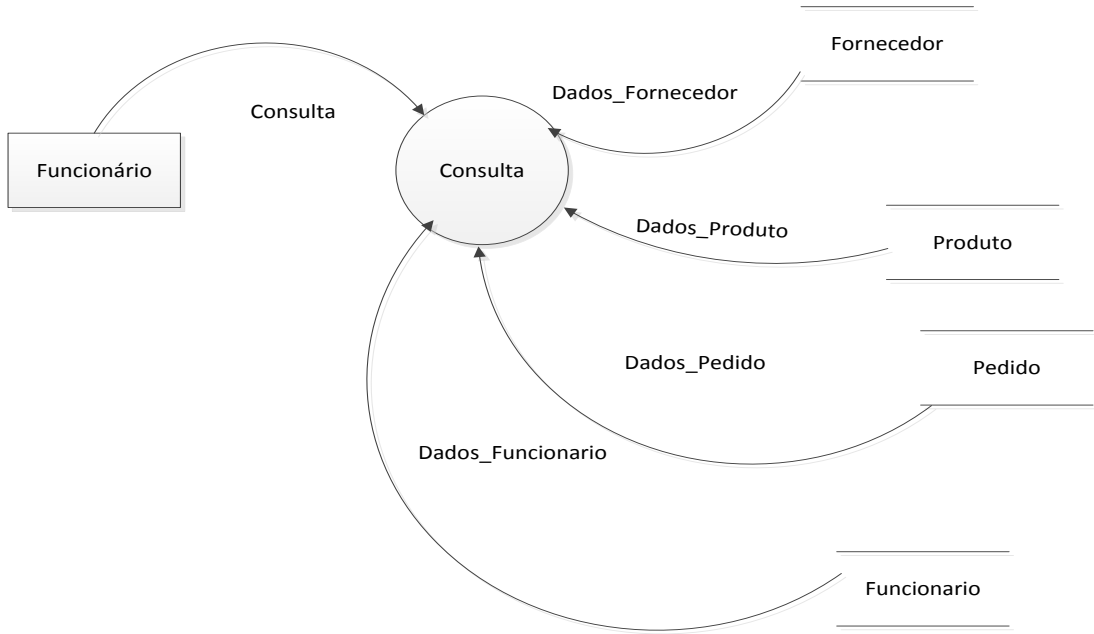 Fornecedor
Dados_Fornecedor
Consulta
Funcionário
Consulta
Dados_Produto
Produto
Dados_Pedido
Pedido
Dados_Funcionario
Funcionario